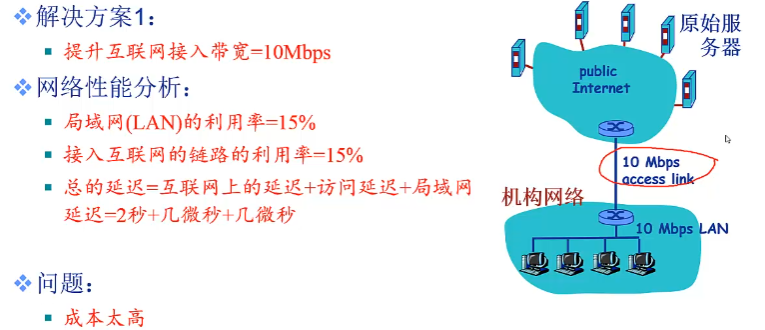 解决方案1：
提升互联网接入带宽=10Mbps
网络性能分析：
局域网(LAN)的利用率=15%
接入互联网的链路的利用率=15%
总的延迟=互联网上的延迟+访问延迟+局域网
延迟=2秒+几微秒+几微秒
问题：
成本太高
原始服
务器
public
Internet
10 Mbps
access link
机构网络
10 Mbps LAN